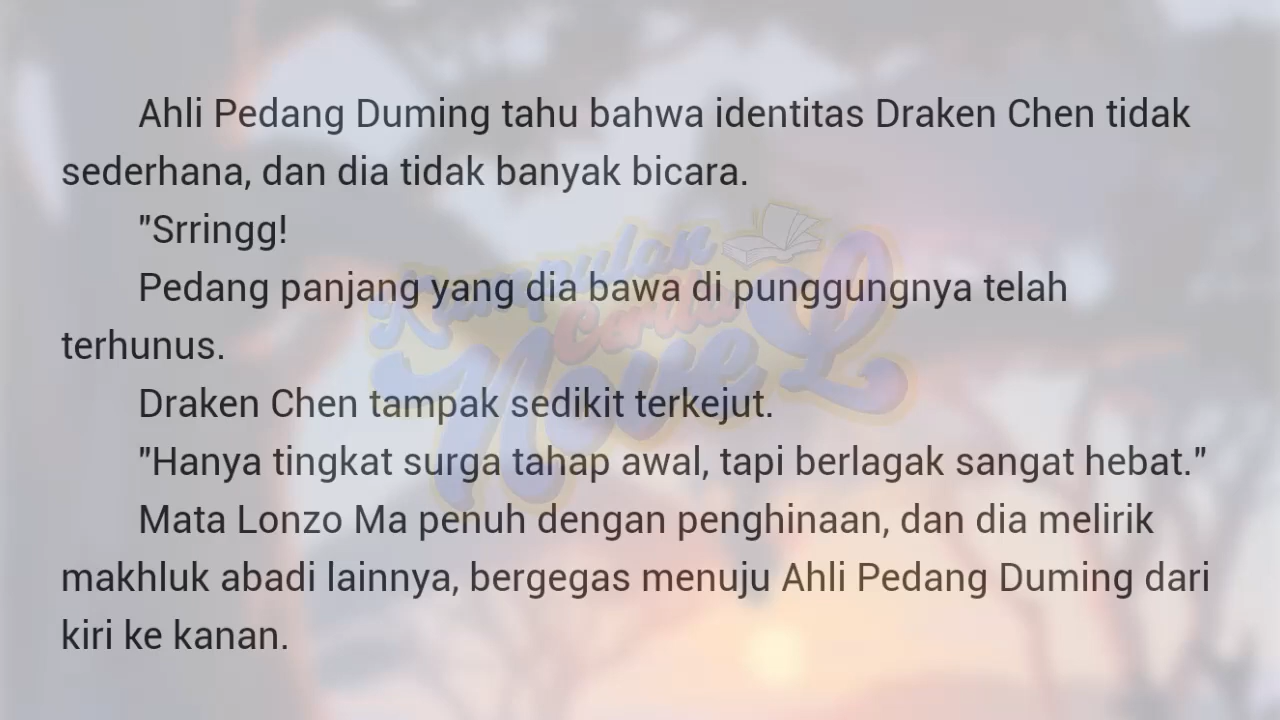 Ahli Pedang Duming tahu bahwa identitas Draken Chen tidak
sederhana, dan dia tidak banyak bicara.
"Srringg!
Pedang panjang yang dia bawa di punggungnya telah
terhunus.
Draken Chen tampak sedikit terkejut.
"Hanya tingkat surga tahap awal, tapi berlagak sangat hebat."
Mata Lonzo Ma penuh dengan penghinaan, dan dia melirik
makhluk abadi lainnya, bergegas menuju Ahli Pedang Duming dari
kiri ke kanan.
Kumpulan
Cerita
NoveL